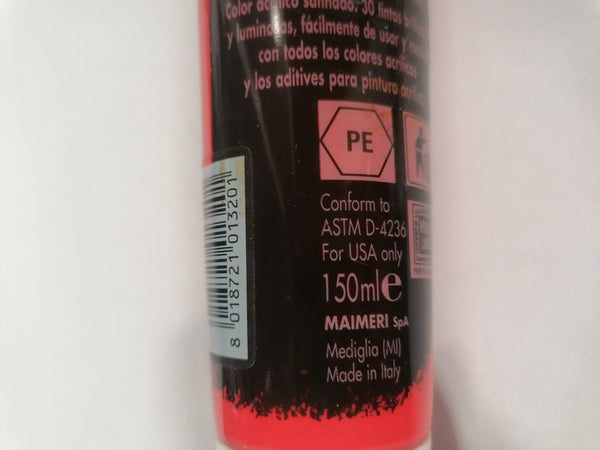 Color acrílico satinado. 30 tintas
y luminosas, fácilmente de usar y
con todos los colores acrílicos
y los aditives para pintura
PE
Conform to
ASTM D-4236
For USA only
150ml e
MAIMERI SpA
Mediglia (MI)
Made in Italy
8 018721 013201